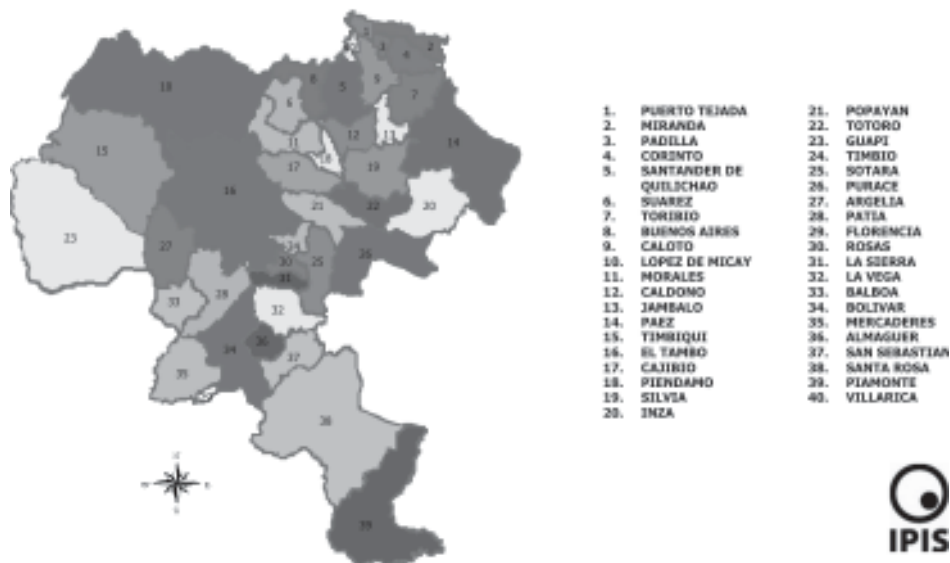 1. PUERTO TEJADA
2. MIRANDA
3. PADILLA
4. CORINTO
5. SANTANDER DE
QUILICHAO
6. SUAREZ
7. TORIBIO
8. BUENOS AIRES
9. CALOTO
10. LOPEZ DE MICAY
11. MORALES
12. CALDONO
13. JAMBALO
14. PAEZ
15. TIMBIQUI
16. EL TAMBO
17. CAJIBIO
18. PIENDAMO
19. SILVIA
20. INZA
21. POPAYAN
22. TOTORO
23. GUAPI
24. TIMBIO
25. SOTARA
26. PURACE
27. ARGELIA
28. PATIA
29. FLORENCIA
30. ROSAS
31. LA SIERRA
32. LA VEGA
33. BALBOA
34. BOLIVAR
35. MERCADERES
36. ALMAGUER
37. SAN SEBASTIAN
38. SANTA ROSA
39. PIAMONTE
40. VILLARICA
IPIS